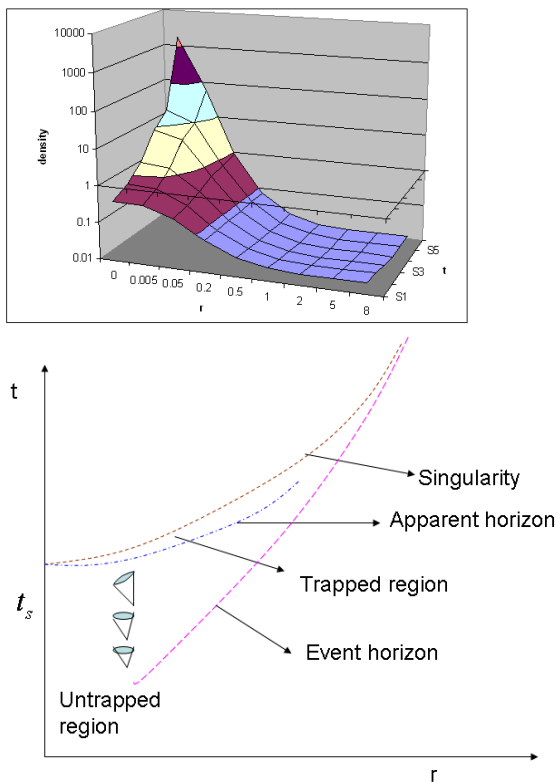 10000
1000
100
10
1
0.1
0.01
density
0
0.005
0.05
0.2
0.5
1
2
5
8
r
S1
S3
S5
t
t
Singularity
Apparent horizon
Trapped region
t_s
Event horizon
Untrapped
region
r